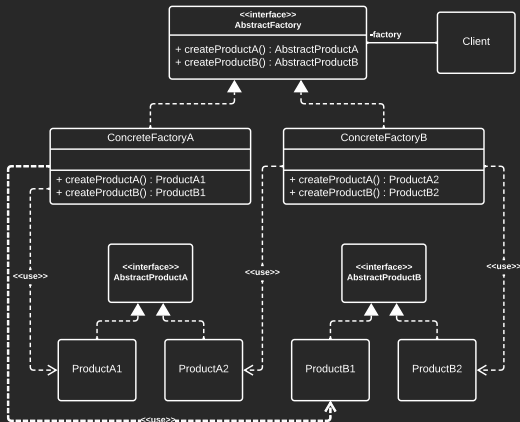 <<interface>>
AbstractFactory
+ createProductA() : AbstractProductA
+ createProductB() : AbstractProductB
-factory
Client
ConcreteFactoryA
+ createProductA() : ProductA1
+ createProductB() : ProductB1
ConcreteFactoryB
+ createProductA() : ProductA2
+ createProductB() : ProductB2
<<use>>
<<interface>>
AbstractProductA
<<use>>
<<interface>>
AbstractProductB
<<use>>
ProductA1
ProductA2
ProductB1
ProductB2
<<use>>